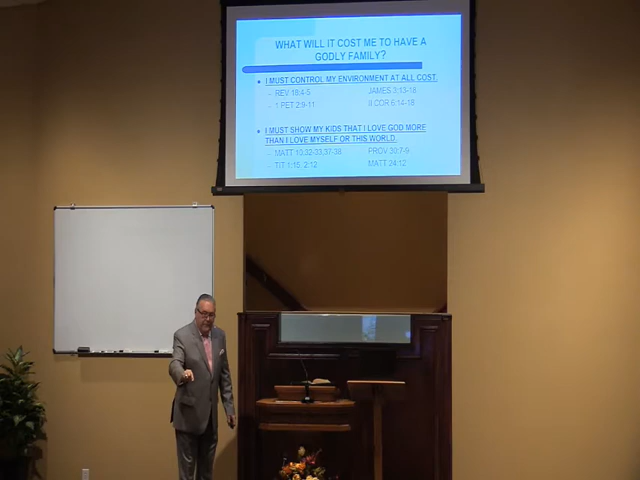 WHAT WILL IT COST ME TO HAVE A
GODLY FAMILY?
I MUST CONTROL MY ENVIRONMENT AT ALL COST.
– REV 18:4-5 JAMES 3:13-18
– 1 PET 2:9-11 II COR 6:14-18
I MUST SHOW MY KIDS THAT I LOVE GOD MORE
THAN I LOVE MYSELF OR THIS WORLD.
– MATT 10:32-33,37-38 PROV 30:7-9
– TIT 1:15; 2:12 MATT 24:12